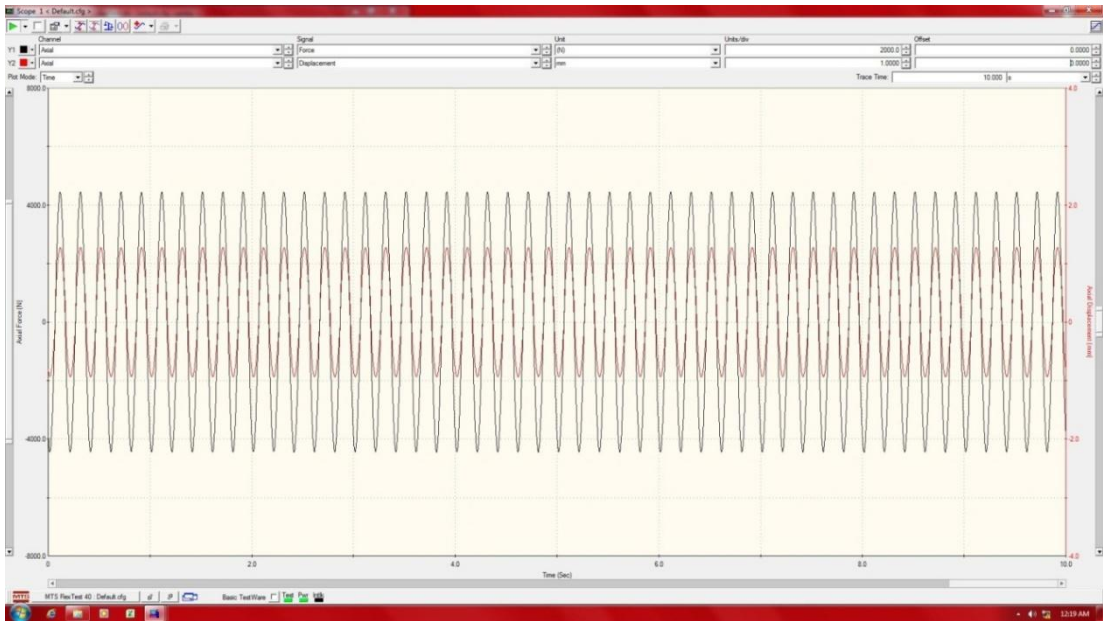 Scope 1 < Default.cfg >
Channel Signal Unit Units/div Offset
Y1 Axial Force (N) 2000.0 0.0000
Y2 Axial Displacement mm 1.0000 0.0000
Plot Mode: Time Trace Time: 10.000 s
8000.0
4000.0
0
-4000.0
-8000.0
Axial Force (N)
4.0
2.0
0
-2.0
-4.0
Axial Displacement (mm)
0 2.0 4.0 6.0 8.0 10.0
Time (Sec)
MTS MTS FlexTest 40 : Default.cfg Basic TestWare Test Pwr Intlk
12:19 AM